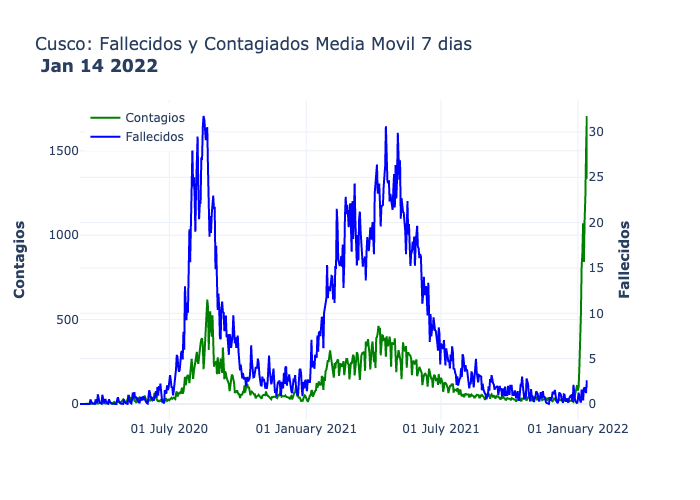 Cusco: Fallecidos y Contagiados Media Movil 7 dias
Jan 14 2022
Contagios
Fallecidos
1500
1000
500
0
30
25
20
15
10
5
0
Contagios
Fallecidos
01 July 2020
01 January 2021
01 July 2021
01 January 2022